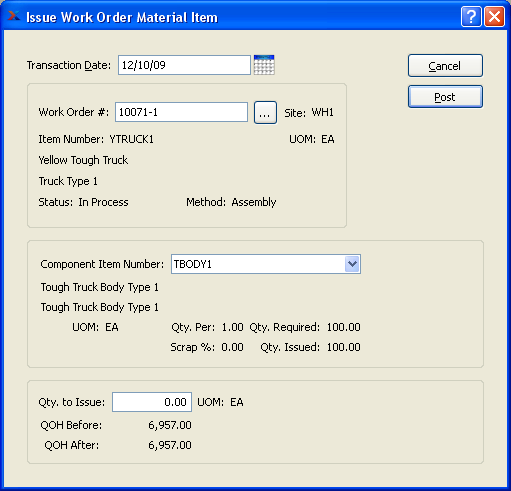 Issue Work Order Material Item
Transaction Date: 12/10/09
Cancel
Post
Work Order #: 10071-1 ... Site: WH1
Item Number: YTRUCK1 UOM: EA
Yellow Tough Truck
Truck Type 1
Status: In Process Method: Assembly
Component Item Number: TBODY1
Tough Truck Body Type 1
Tough Truck Body Type 1
UOM: EA Qty. Per: 1.00 Qty. Required: 100.00
Scrap %: 0.00 Qty. Issued: 100.00
Qty. to Issue: 0.00 UOM: EA
QOH Before: 6,957.00
QOH After: 6,957.00